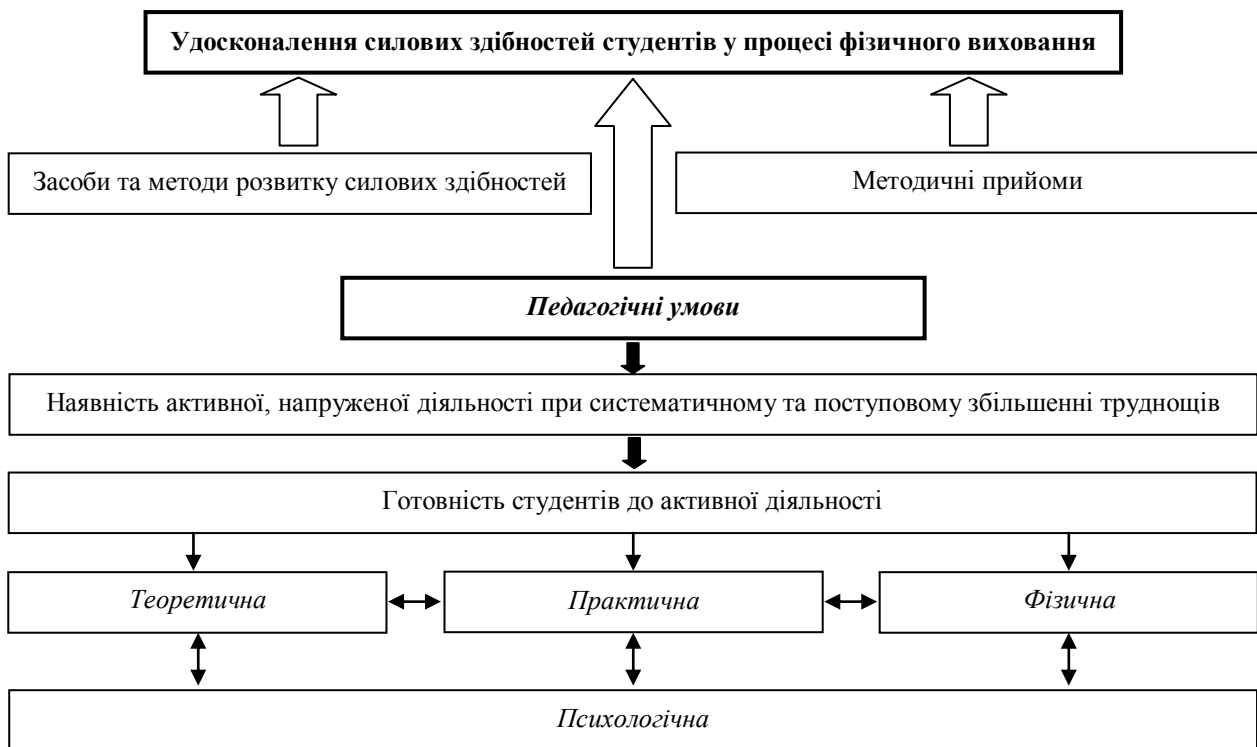 Удосконалення силових здібностей студентів у процесі фізичного виховання
Засоби та методи розвитку силових здібностей
Методичні прийоми
Педагогічні умови
Наявність активної, напруженої діяльності при систематичному та поступовому збільшенні труднощів
Готовність студентів до активної діяльності
Теоретична
Практична
Фізична
Психологічна